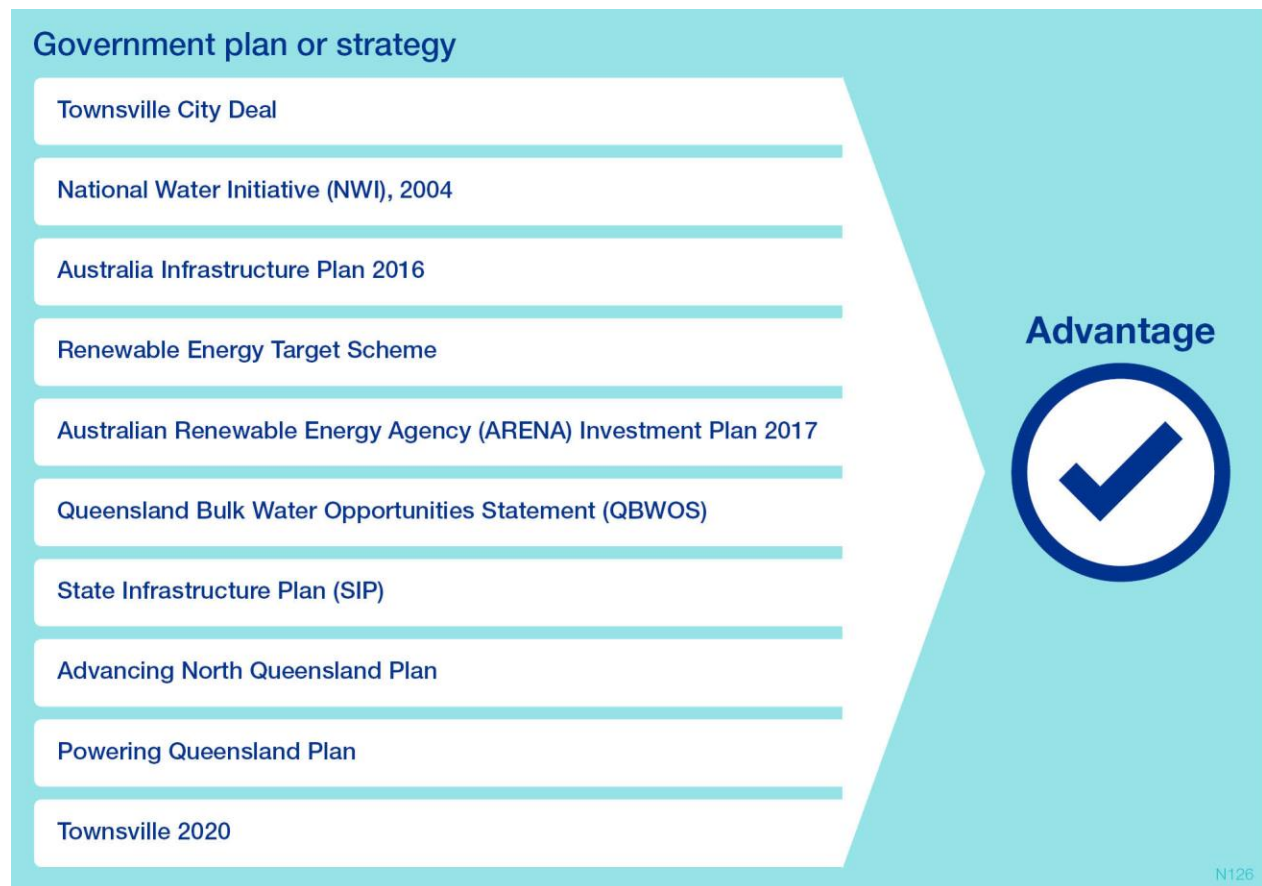 Government plan or strategy
Townsville City Deal
National Water Initiative (NWI), 2004
Australia Infrastructure Plan 2016
Renewable Energy Target Scheme
Australian Renewable Energy Agency (ARENA) Investment Plan 2017
Queensland Bulk Water Opportunities Statement (QBWOS)
State Infrastructure Plan (SIP)
Advancing North Queensland Plan
Powering Queensland Plan
Townsville 2020
Advantage
N126